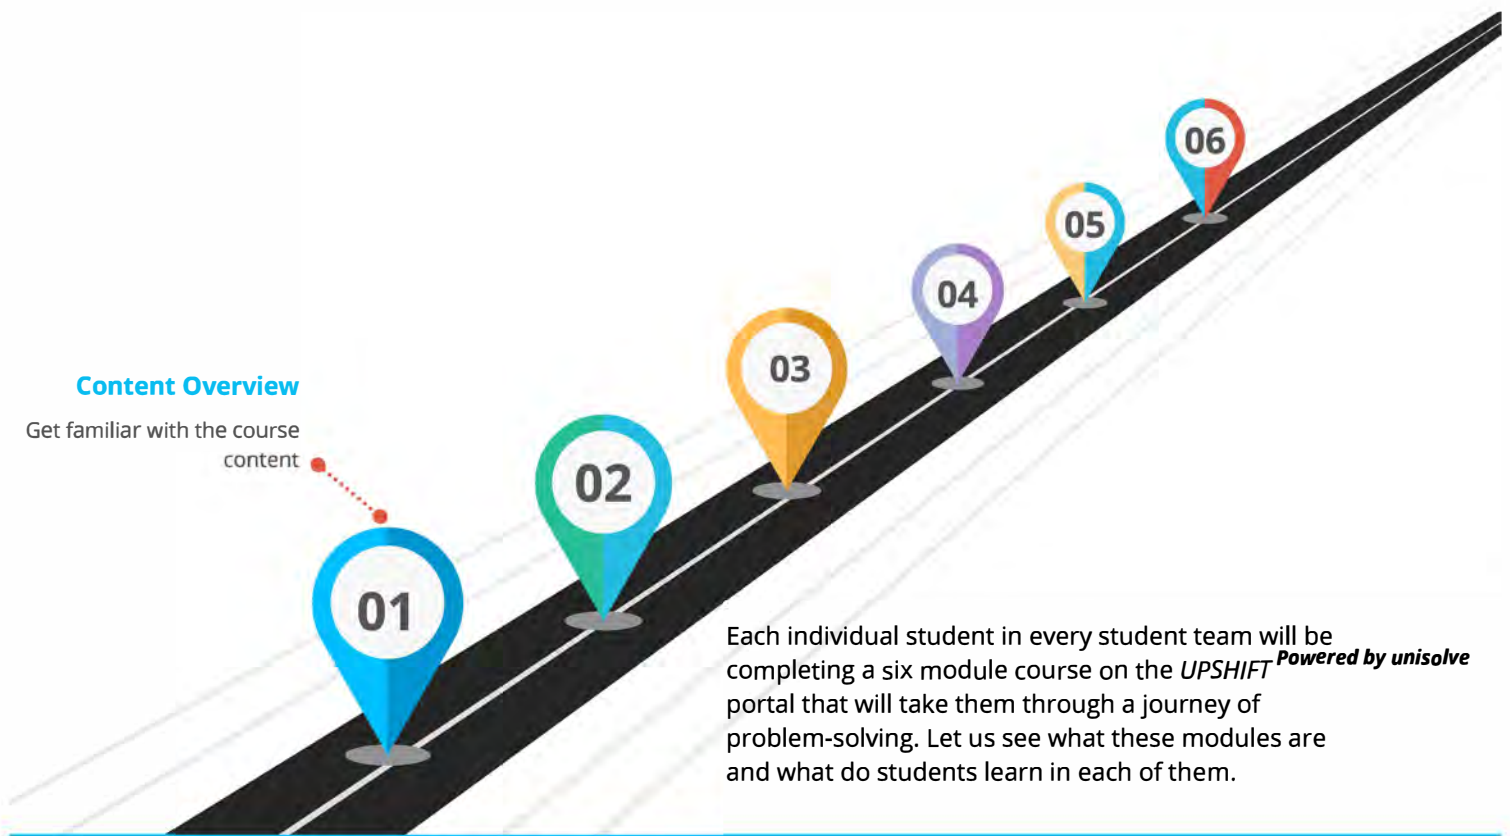 06
05
04
03
Content Overview
Get familiar with the course
content
02
01
Each individual student in every student team will be
completing a six module course on the UPSHIFT Powered by unisolve
portal that will take them through a journey of
problem-solving. Let us see what these modules are
and what do students learn in each of them.